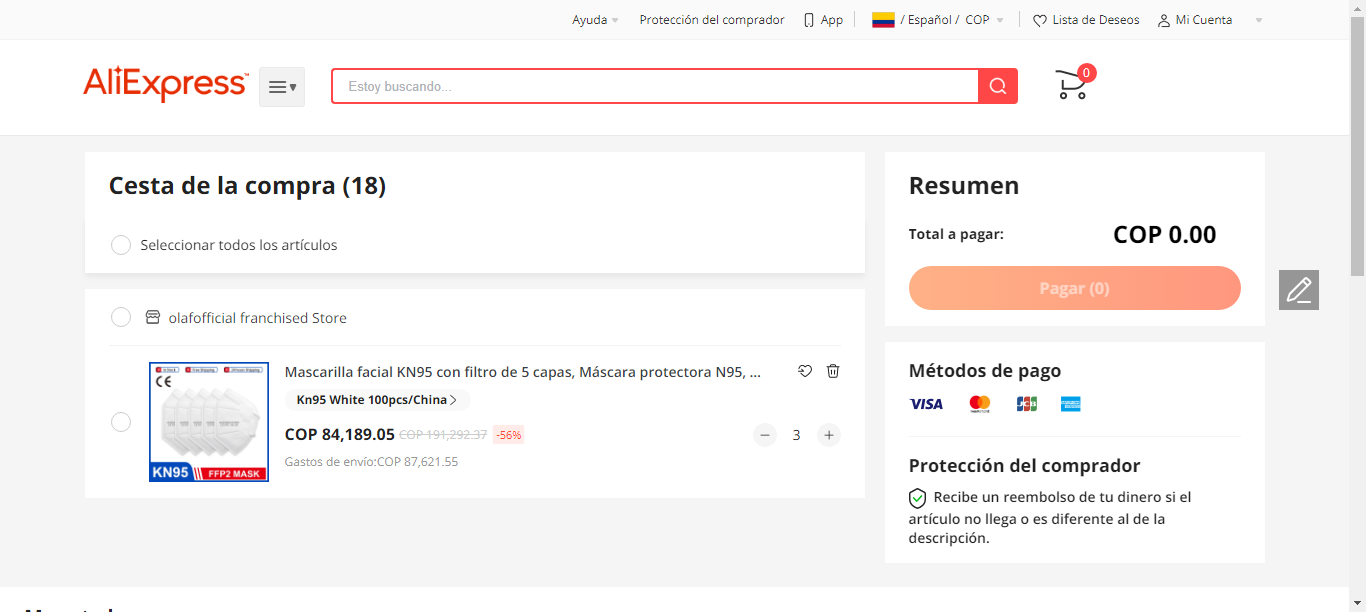 Ayuda Protección del comprador App / Español / COP Lista de Deseos Mi Cuenta
AliExpress™
Estoy buscando...
0
Cesta de la compra (18)
Seleccionar todos los artículos
olafofficial franchised Store
Mascarilla facial KN95 con filtro de 5 capas, Máscara protectora N95, ...
Kn95 White 100pcs/China
COP 84,189.05 COP 191,292.37 -56%
3
Gastos de envío:COP 87,621.55
CE
KN95 FFP2 MASK
Resumen
Total a pagar: COP 0.00
Pagar (0)
Métodos de pago
VISA
Protección del comprador
Recibe un reembolso de tu dinero si el
artículo no llega o es diferente al de la
descripción.